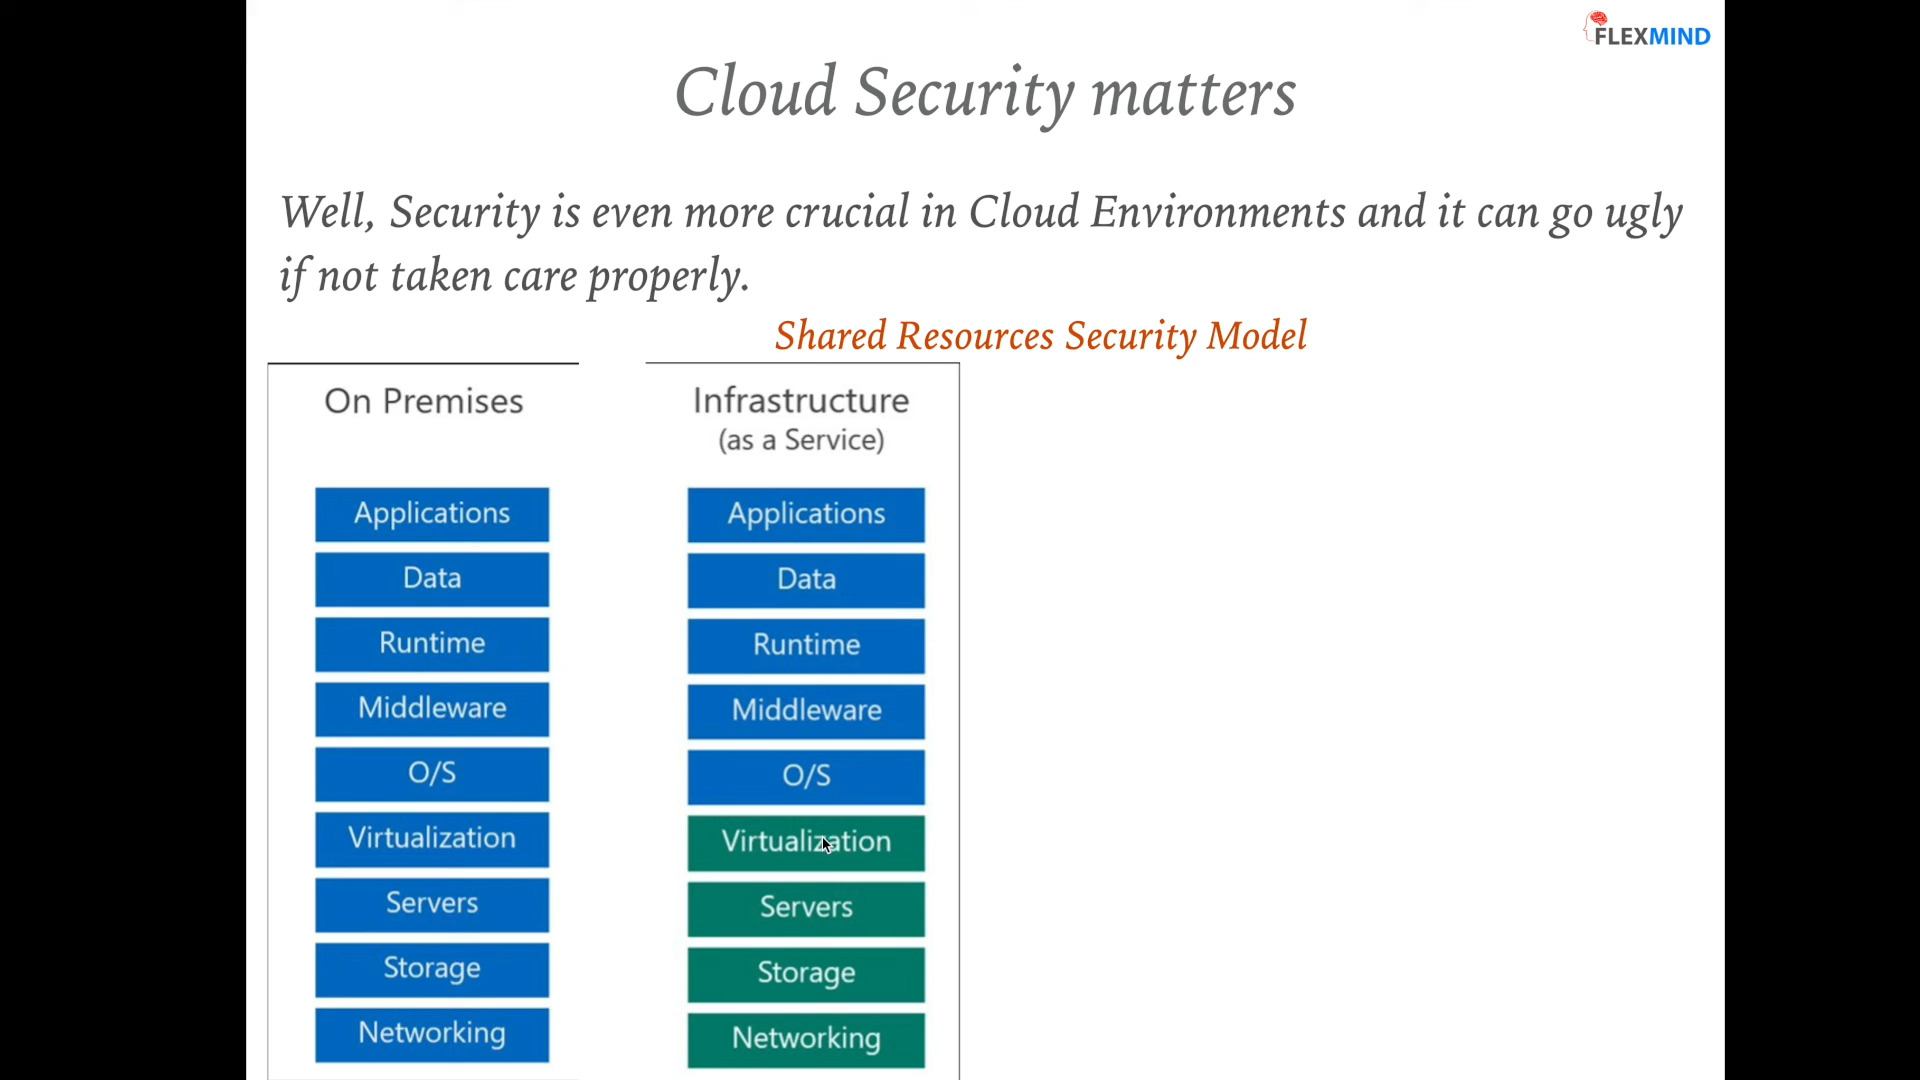 FLEXMIND
Cloud Security matters
Well, Security is even more crucial in Cloud Environments and it can go ugly
if not taken care properly.
Shared Resources Security Model
On Premises
Applications
Data
Runtime
Middleware
O/S
Virtualization
Servers
Storage
Networking
Infrastructure
(as a Service)
Applications
Data
Runtime
Middleware
O/S
Virtualization
Servers
Storage
Networking